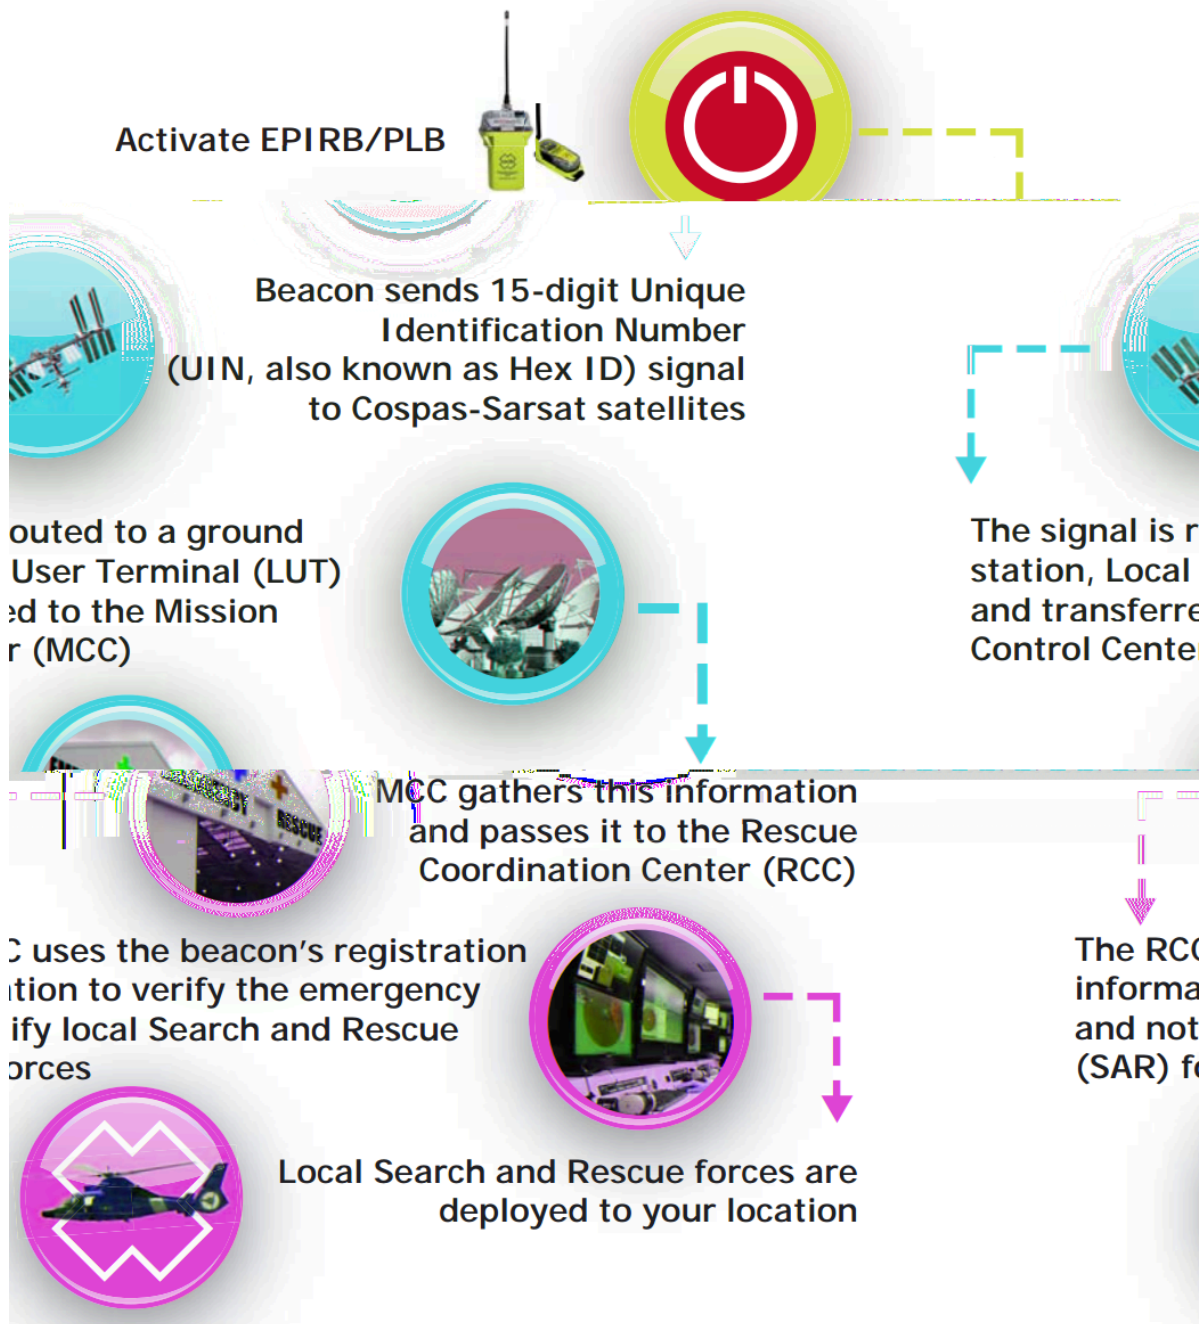 Activate EPIRB/PLB
Beacon sends 15-digit Unique
Identification Number
(UIN, also known as Hex ID) signal
to Cospas-Sarsat satellites
outed to a ground
User Terminal (LUT)
ed to the Mission
r (MCC)
The signal is r
station, Local
and transferre
Control Center
MCC gathers this information
and passes it to the Rescue
Coordination Center (RCC)
RESCUE
C uses the beacon's registration
tion to verify the emergency
ify local Search and Rescue
orces
The RCC
informa
and not
(SAR) fo
Local Search and Rescue forces are
deployed to your location